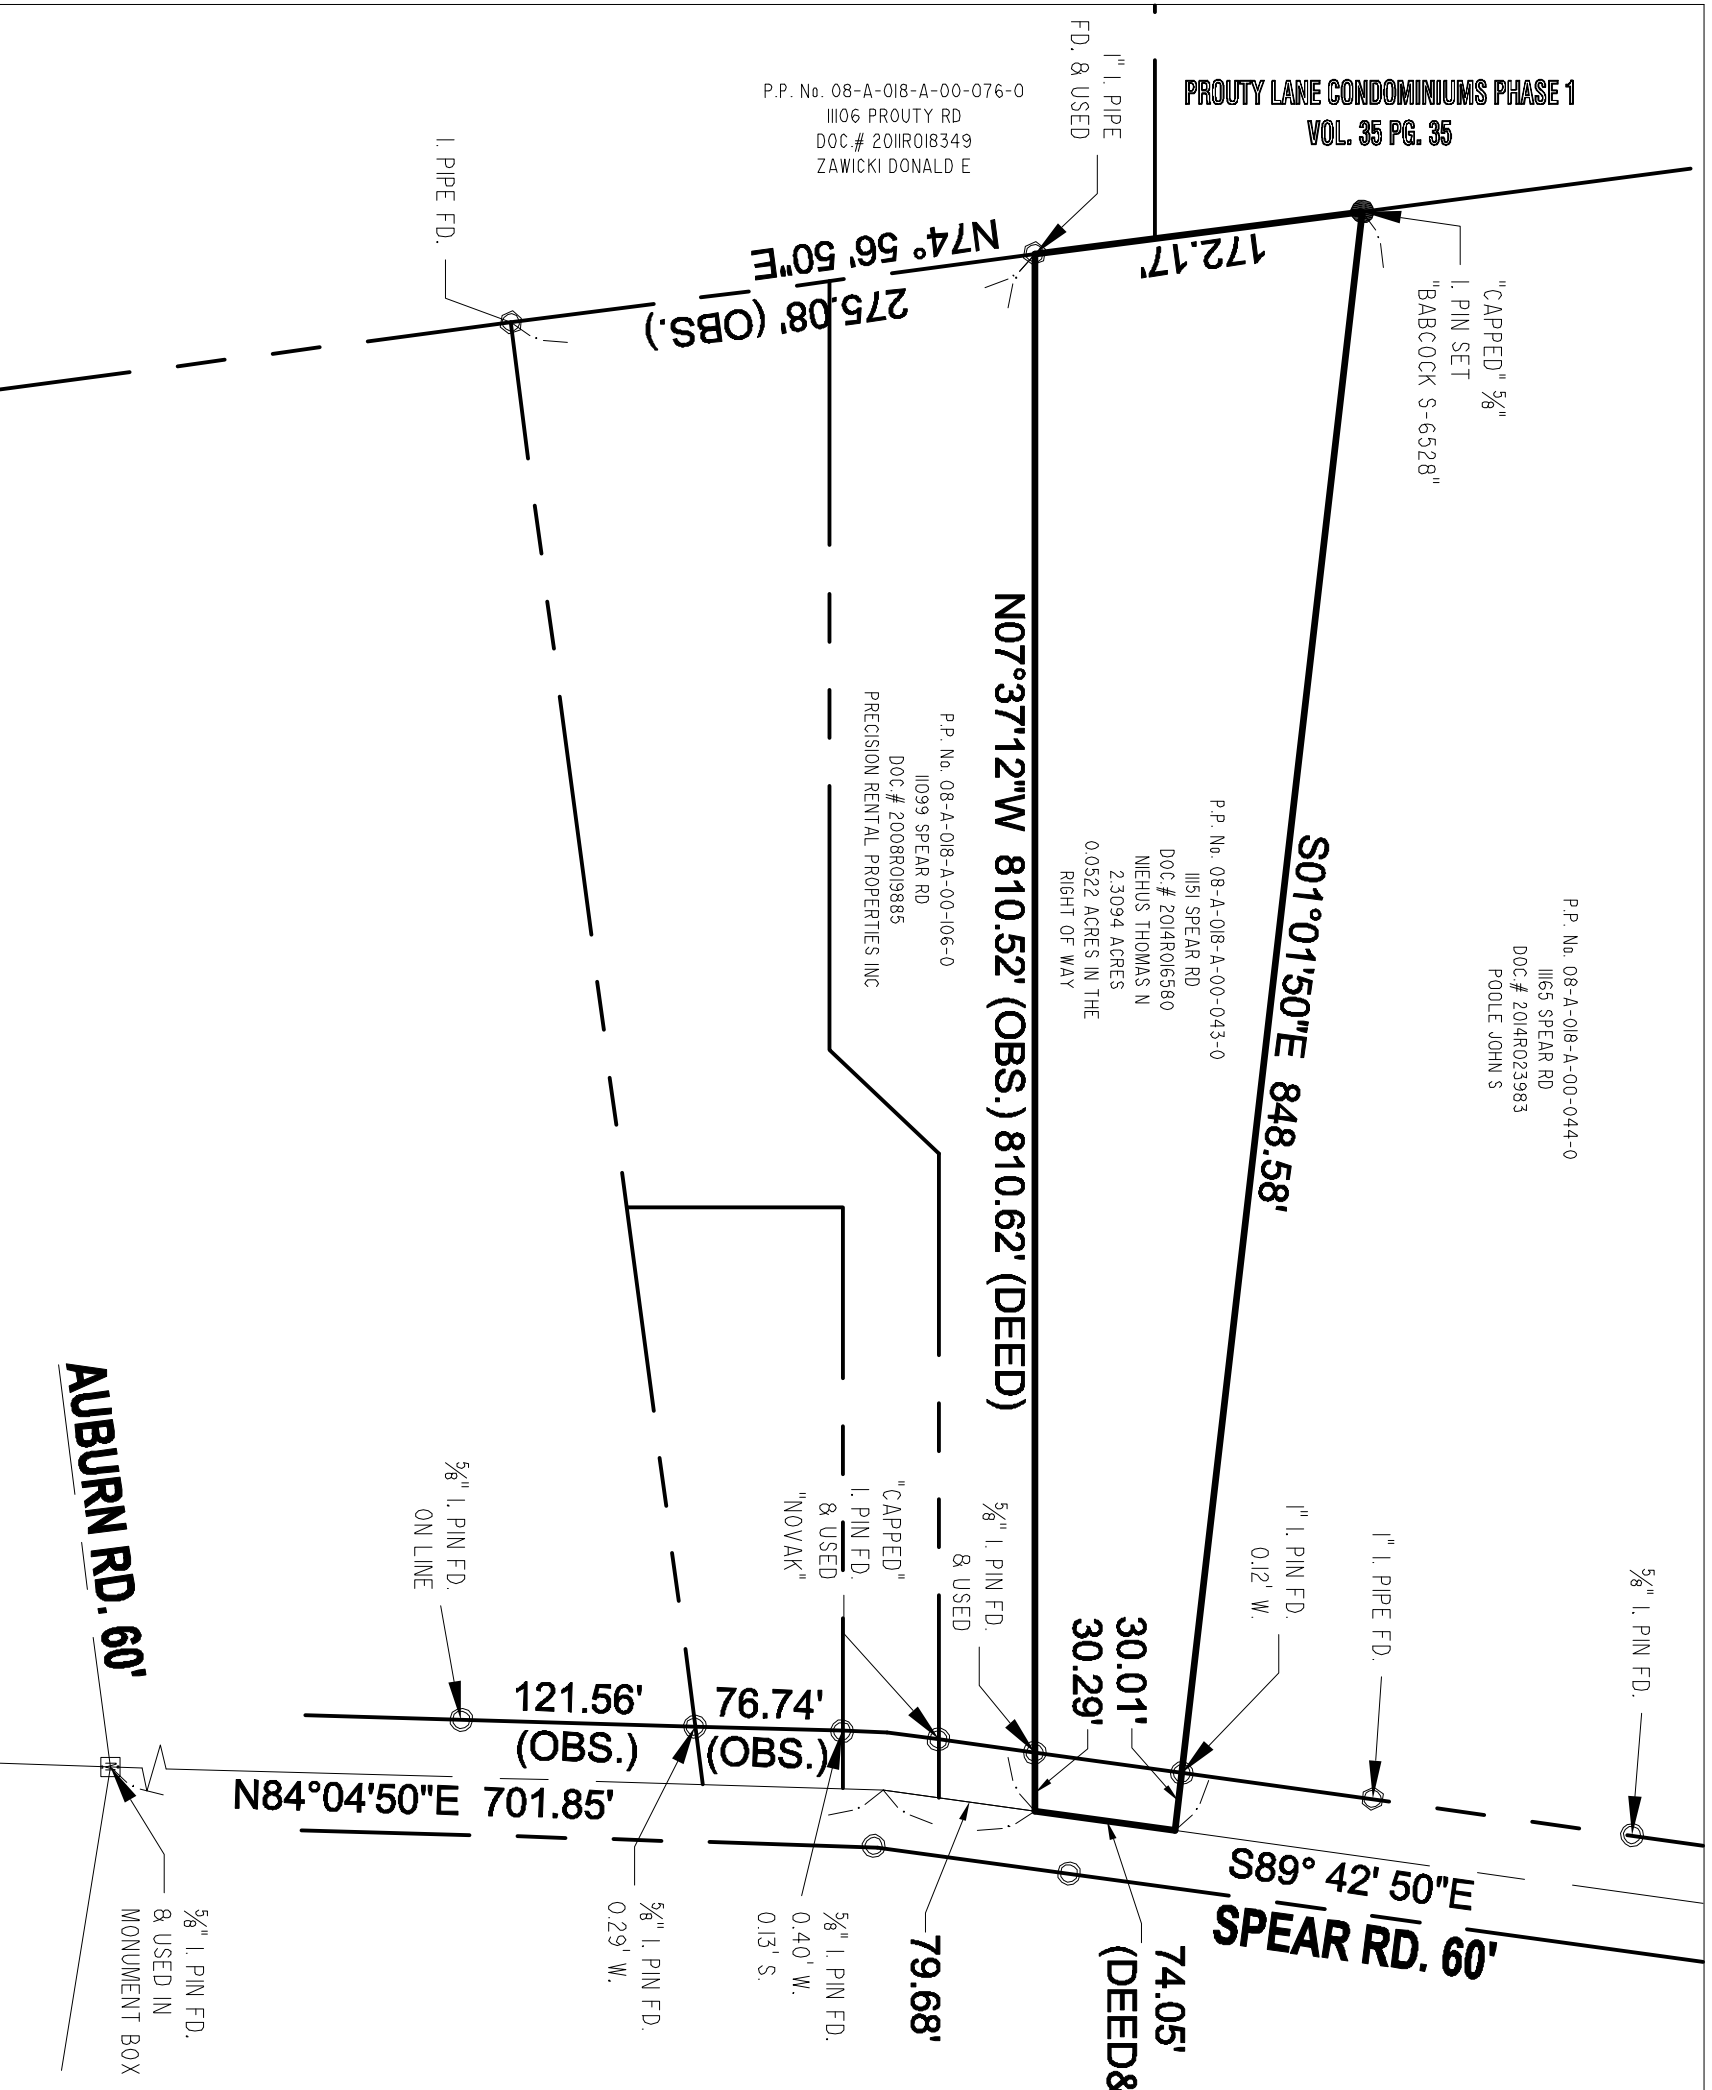 PROUTY LANE CONDOMINIUMS PHASE 1
VOL. 35 PG. 35
1" I. PIPE
FD. & USED
P.P. No. 08-A-018-A-00-076-0
11106 PROUTY RD
DOC.# 2011R018349
ZAWICKI DONALD E
I. PIPE FD.
N74° 56' 50"E
275.08' (OBS.)
172.17'
"CAPPED" 5/8"
I. PIN SET
"BABCOCK S-6528"
S01°01'50"E 848.58'
P.P. No. 08-A-018-A-00-044-0
11165 SPEAR RD
DOC.# 2014R023983
POOLE JOHN S
P.P. No. 08-A-018-A-00-043-0
11151 SPEAR RD
DOC.# 2014R016580
NIEHUS THOMAS N
2.3094 ACRES
0.0522 ACRES IN THE
RIGHT OF WAY
N07°37'12"W 810.52' (OBS.) 810.62' (DEED)
P.P. No. 08-A-018-A-00-106-0
11099 SPEAR RD
DOC.# 2008R019885
PRECISION RENTAL PROPERTIES INC
5/8" I. PIN FD.
1" I. PIPE FD.
1" I. PIN FD.
0.12' W.
30.01'
30.29'
5/8" I. PIN FD.
& USED
"CAPPED"
I. PIN FD.
& USED
"NOVAK"
5/8" I. PIN FD.
ON LINE
AUBURN RD. 60'
121.56'
(OBS.)
76.74'
(OBS.)
N84°04'50"E 701.85'
S89° 42' 50"E
SPEAR RD. 60'
74.05'
(DEED&
79.68'
5/8" I. PIN FD.
0.40' W.
0.13' S.
5/8" I. PIN FD.
0.29' W.
5/8" I. PIN FD.
& USED IN
MONUMENT BOX